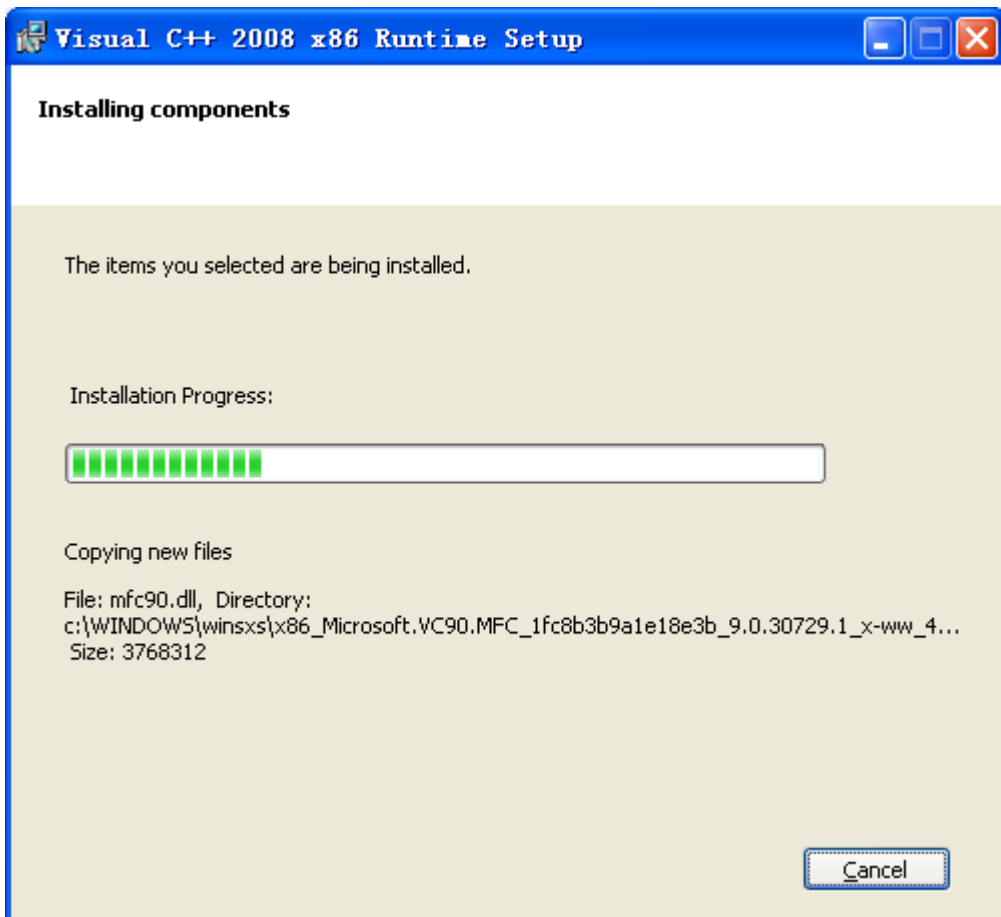 Visual C++ 2008 x86 Runtime Setup
Installing components
The items you selected are being installed.
Installation Progress:
Copying new files
File: mfc90.dll, Directory:
c:\WINDOWS\winsxs\x86_Microsoft.VC90.MFC_1fc8b3b9a1e18e3b_9.0.30729.1_x-ww_4...
Size: 3768312
Cancel